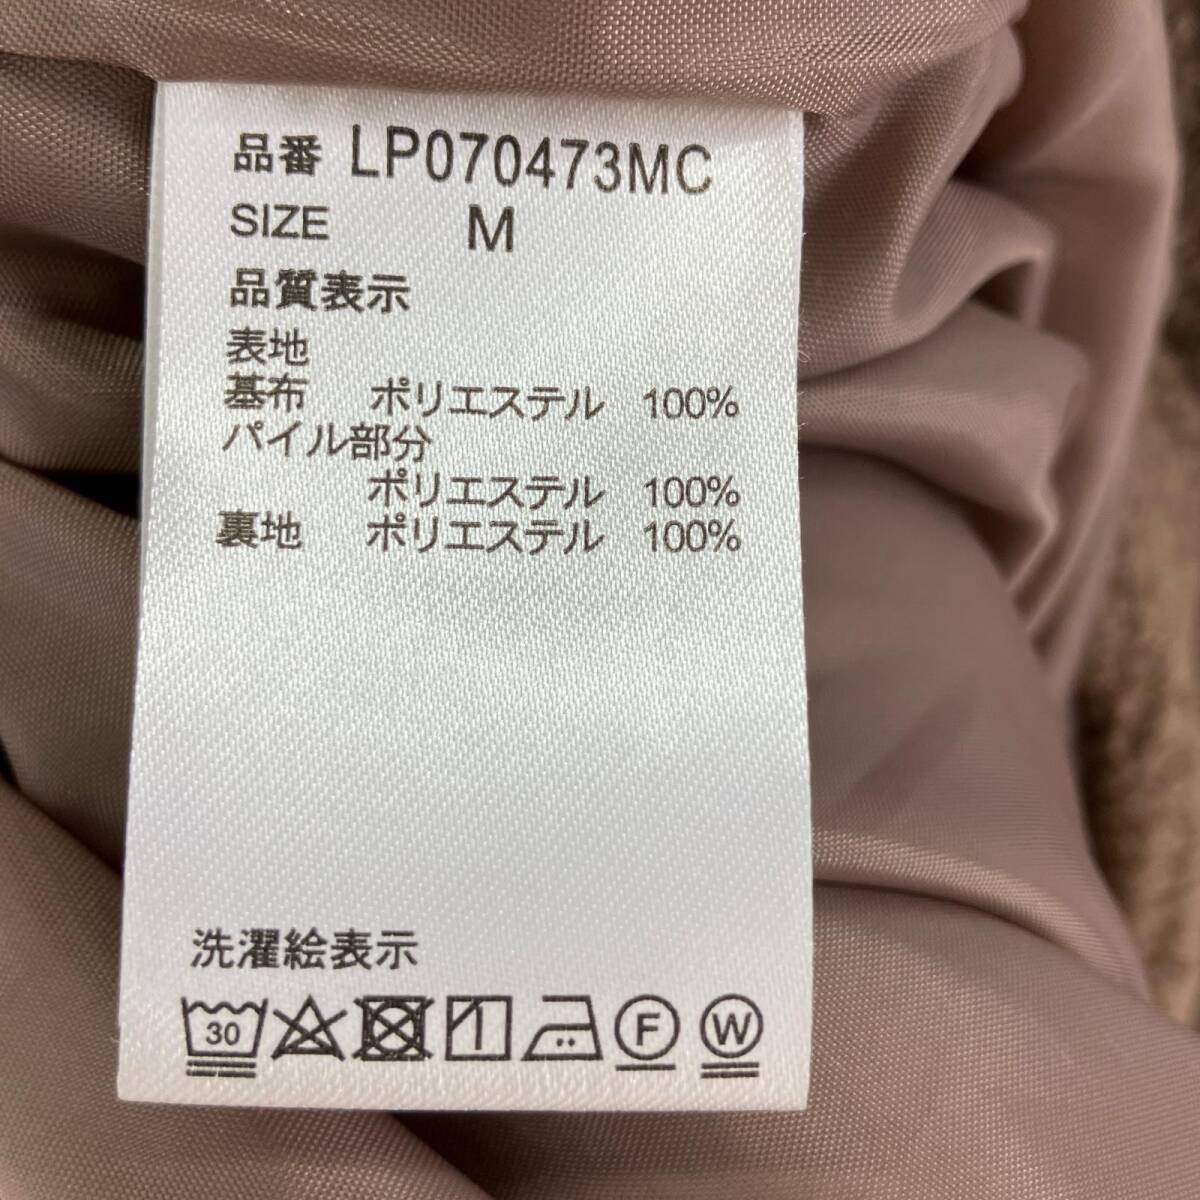 品番 LP070473MC
SIZE M
品質表示
表地
基布 ポリエステル 100%
パイル部分
ポリエステル 100%
裏地 ポリエステル 100%
洗濯絵表示
30 F W